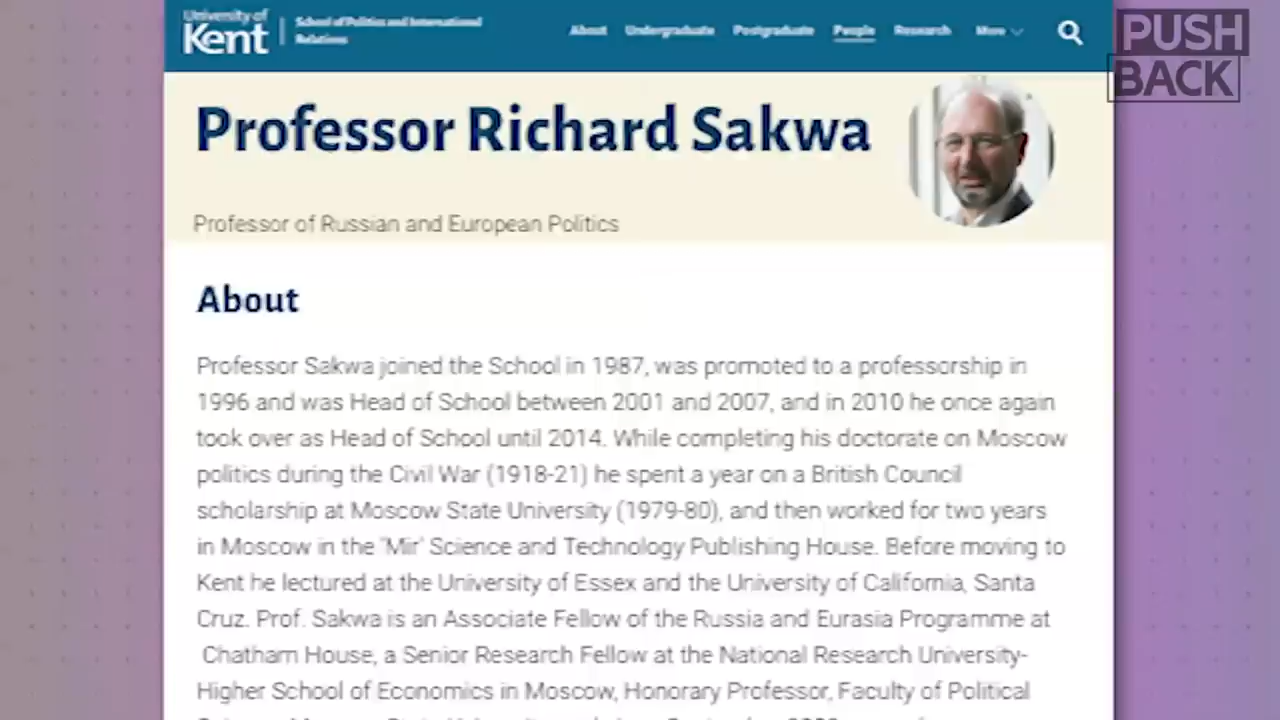 University of
Kent
School of Politics and International
Relations
About Undergraduate Postgraduate People Research More
PUSH
BACK
Professor Richard Sakwa
Professor of Russian and European Politics
About
Professor Sakwa joined the School in 1987, was promoted to a professorship in
1996 and was Head of School between 2001 and 2007, and in 2010 he once again
took over as Head of School until 2014. While completing his doctorate on Moscow
politics during the Civil War (1918-21) he spent a year on a British Council
scholarship at Moscow State University (1979-80), and then worked for two years
in Moscow in the 'Mir' Science and Technology Publishing House. Before moving to
Kent he lectured at the University of Essex and the University of California, Santa
Cruz. Prof. Sakwa is an Associate Fellow of the Russia and Eurasia Programme at
Chatham House, a Senior Research Fellow at the National Research University-
Higher School of Economics in Moscow, Honorary Professor, Faculty of Political